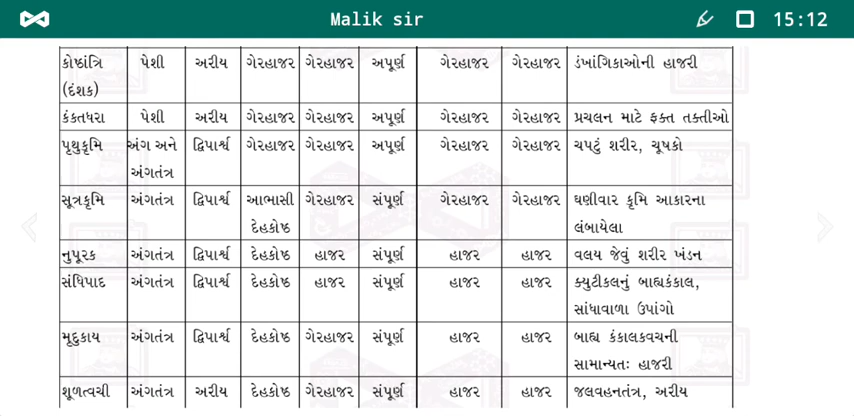 Malik sir
15:12
કોષ્ઠાંત્રિ પેશી અરીય ગેરહાજર ગેરહાજર અપૂર્ણ ગેરહાજર ગેરહાજર ડંખાંગિકાઓની હાજરી
(દંશક)
કંકતધરા પેશી અરીય ગેરહાજર ગેરહાજર અપૂર્ણ ગેરહાજર ગેરહાજર પ્રચલન માટે ફક્ત તક્તીઓ
પૃથુકૃમિ અંગ અને દ્વિપાર્શ્વ ગેરહાજર ગેરહાજર અપૂર્ણ ગેરહાજર ગેરહાજર ચપટું શરીર, ચૂષકો
અંગતંત્ર
સૂત્રકૃમિ અંગતંત્ર દ્વિપાર્શ્વ આભાસી ગેરહાજર સંપૂર્ણ ગેરહાજર ગેરહાજર ઘણીવાર કૃમિ આકારના
દેહકોષ્ઠ લંબાયેલા
નુપૂરક અંગતંત્ર દ્વિપાર્શ્વ દેહકોષ્ઠ હાજર સંપૂર્ણ હાજર હાજર વલય જેવું શરીર ખંડન
સંધિપાદ અંગતંત્ર દ્વિપાર્શ્વ દેહકોષ્ઠ હાજર સંપૂર્ણ હાજર હાજર ક્યુટીકલનું બાહ્યકંકાલ,
સાંધાવાળા ઉપાંગો
મૃદુકાય અંગતંત્ર દ્વિપાર્શ્વ દેહકોષ્ઠ ગેરહાજર સંપૂર્ણ હાજર હાજર બાહ્ય કંકાલકવચની
સામાન્યતઃ હાજરી
શૂળત્વચી અંગતંત્ર અરીય દેહકોષ્ઠ ગેરહાજર સંપૂર્ણ હાજર હાજર જલવહનતંત્ર, અરીય